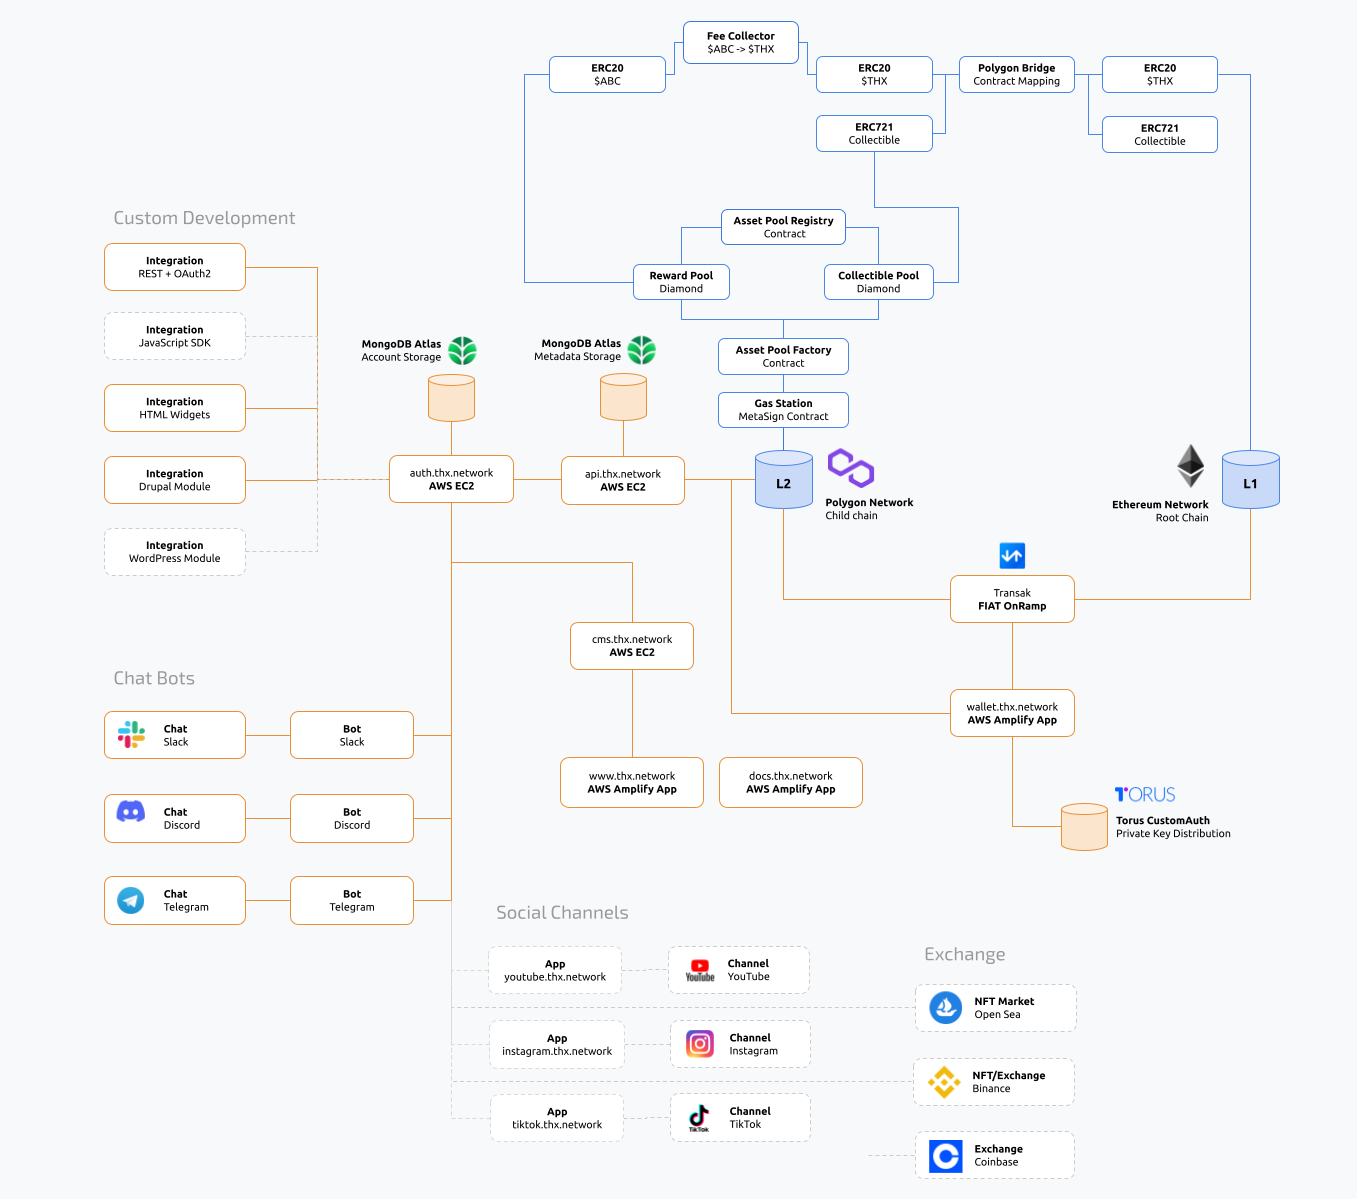 Fee Collector
$ABC -> $THX
ERC20
$ABC
ERC20
$THX
Polygon Bridge
Contract Mapping
ERC20
$THX
ERC721
Collectible
ERC721
Collectible
Custom Development
Asset Pool Registry
Contract
Integration
REST + OAuth2
Reward Pool
Diamond
Collectible Pool
Diamond
Integration
JavaScript SDK
MongoDB Atlas
Account Storage
MongoDB Atlas
Metadata Storage
Asset Pool Factory
Contract
Integration
HTML Widgets
Gas Station
MetaSign Contract
Integration
Drupal Module
auth.thx.network
AWS EC2
api.thx.network
AWS EC2
L2
Polygon Network
Child chain
Ethereum Network
Root Chain
L1
Integration
WordPress Module
Transak
FIAT OnRamp
cms.thx.network
AWS EC2
Chat Bots
wallet.thx.network
AWS Amplify App
Chat
Slack
Bot
Slack
www.thx.network
AWS Amplify App
docs.thx.network
AWS Amplify App
TORUS
Torus CustomAuth
Private Key Distribution
Chat
Discord
Bot
Discord
Chat
Telegram
Bot
Telegram
Social Channels
Exchange
App
youtube.thx.network
YouTube
Channel
YouTube
NFT Market
Open Sea
App
instagram.thx.network
Channel
Instagram
NFT/Exchange
Binance
App
tiktok.thx.network
TikTok
Channel
TikTok
Exchange
Coinbase